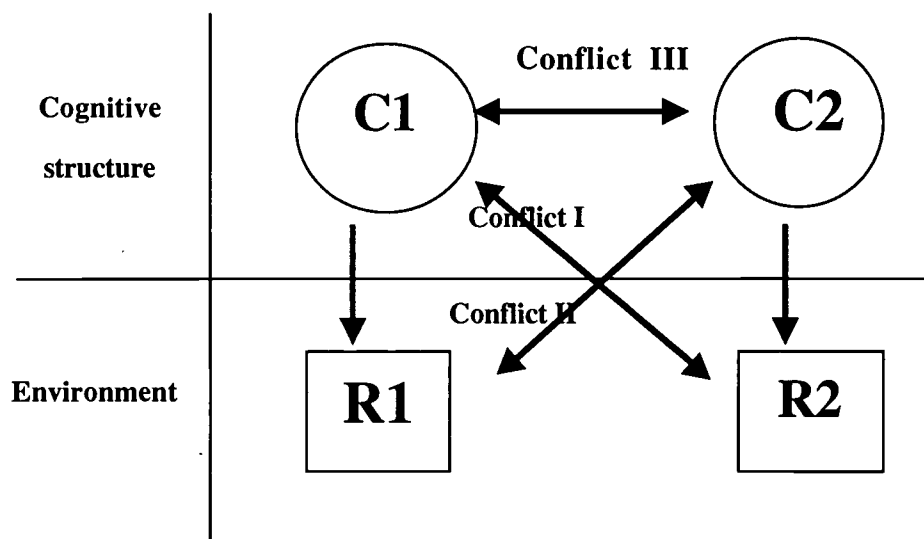 Conflict III
C1
C2
Cognitive
structure
Conflict I
Conflict II
Environment
R1
R2